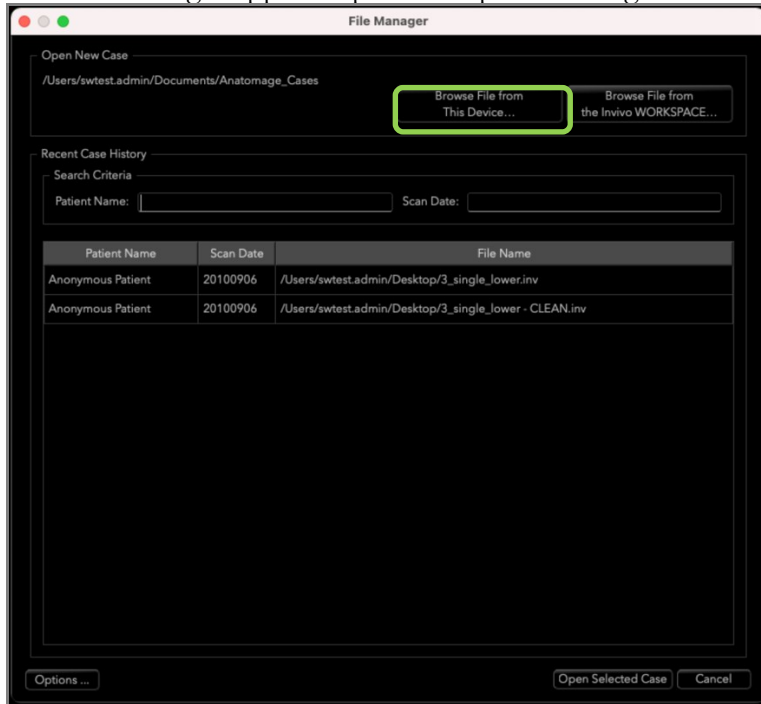 File Manager
Open New Case
/Users/swtest.admin/Documents/Anatomage_Cases
Browse File from
This Device...
Browse File from
the Invivo WORKSPACE...
Recent Case History
Search Criteria
Patient Name:
Scan Date:
Patient Name Scan Date File Name
Anonymous Patient 20100906 /Users/swtest.admin/Desktop/3_single_lower.inv
Anonymous Patient 20100906 /Users/swtest.admin/Desktop/3_single_lower - CLEAN.inv
Options ...
Open Selected Case
Cancel